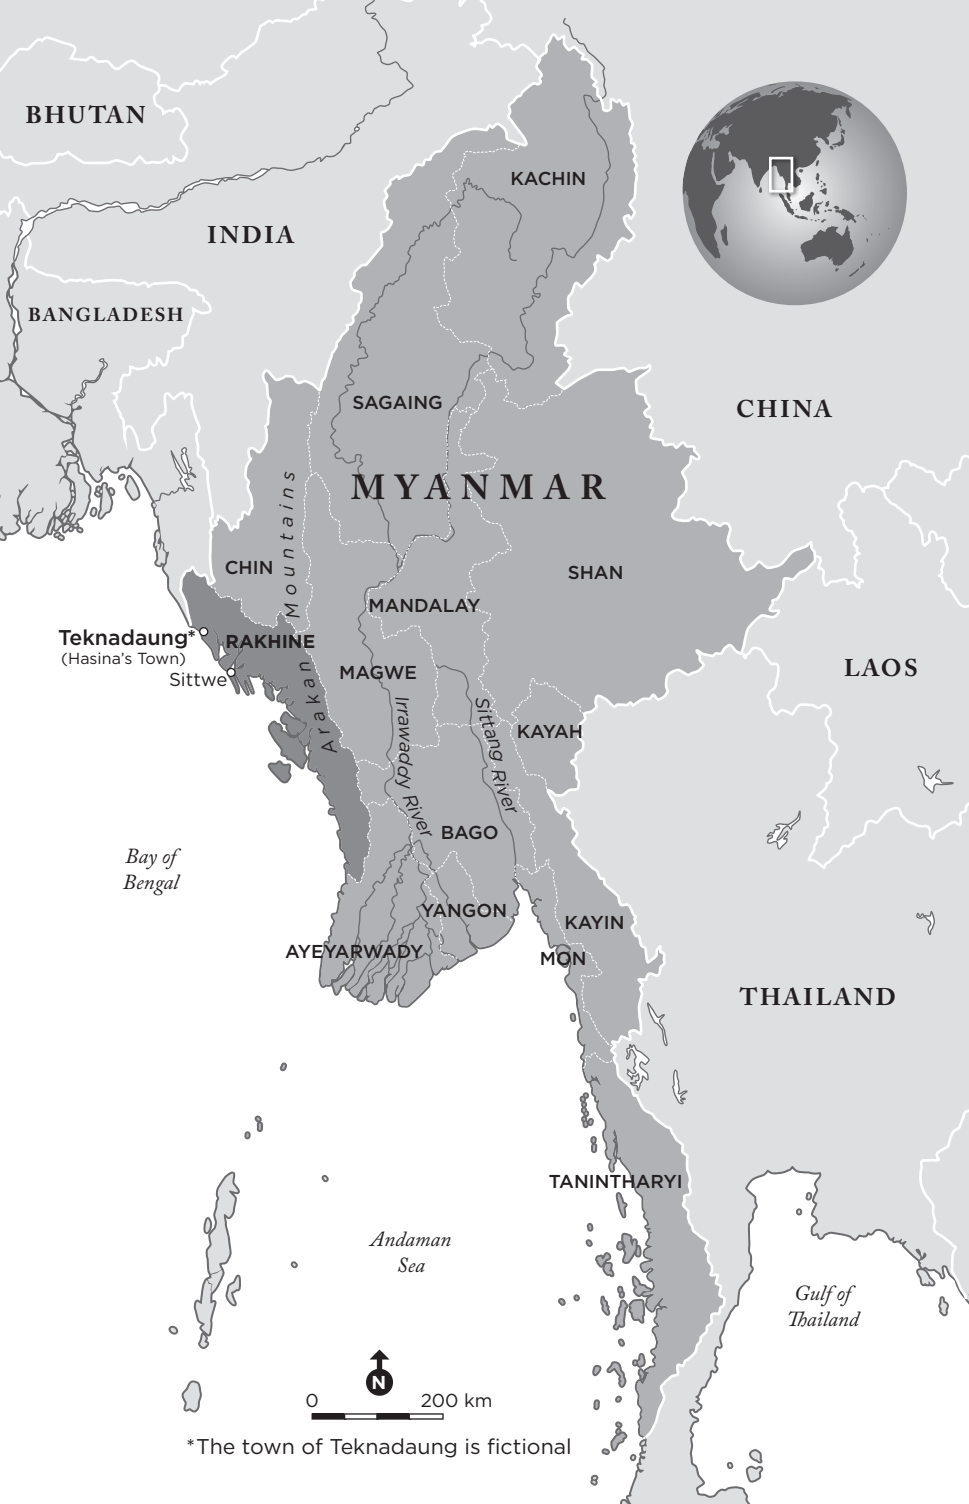 BHUTAN
KACHIN
INDIA
BANGLADESH
SAGAING
CHINA
MYANMAR
Arakan Mountains
CHIN
SHAN
MANDALAY
Teknadaung*
(Hasina's Town)
RAKHINE
Sittwe
MAGWE
LAOS
Irrawaddy River
Sittang River
KAYAH
BAGO
Bay of
Bengal
YANGON
KAYIN
AYEYARWADY
MON
THAILAND
TANINTHARYI
Andaman
Sea
Gulf of
Thailand
N
0 200 km
*The town of Teknadaung is fictional